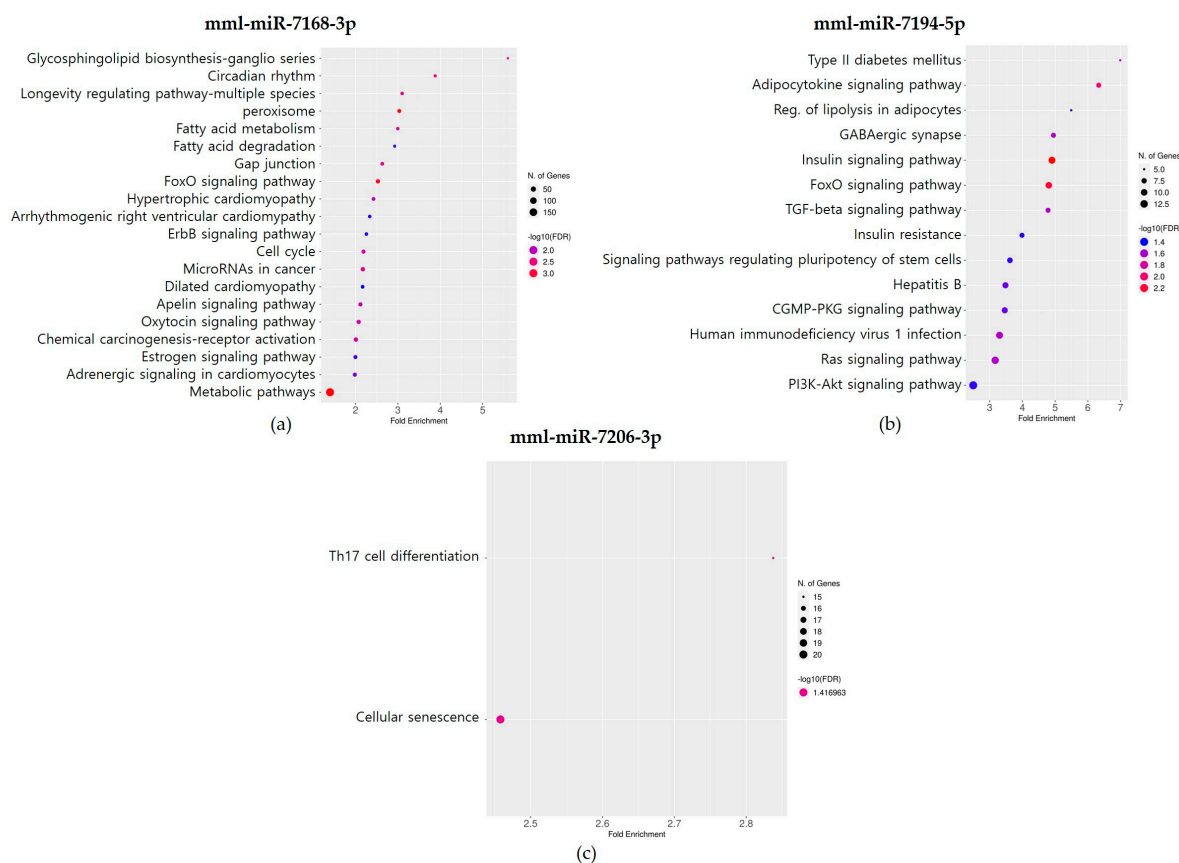 mml-miR-7168-3p
Glycosphingolipid biosynthesis-ganglio series
Circadian rhythm
Longevity regulating pathway-multiple species
peroxisome
Fatty acid metabolism
Fatty acid degradation
Gap junction
FoxO signaling pathway
Hypertrophic cardiomyopathy
Arrhythmogenic right ventricular cardiomypathy
ErbB signaling pathway
Cell cycle
MicroRNAs in cancer
Dilated cardiomyopathy
Apelin signaling pathway
Oxytocin signaling pathway
Chemical carcinogenesis-receptor activation
Estrogen signaling pathway
Adrenergic signaling in cardiomyocytes
Metabolic pathways
2 3 4 5
Fold Enrichment
N. of Genes
50
100
150
-log10(FDR)
2.0
2.5
3.0
(a)
mml-miR-7194-5p
Type II diabetes mellitus
Adipocytokine signaling pathway
Reg. of lipolysis in adipocytes
GABAergic synapse
Insulin signaling pathway
FoxO signaling pathway
TGF-beta signaling pathway
Insulin resistance
Signaling pathways regulating pluripotency of stem cells
Hepatitis B
CGMP-PKG signaling pathway
Human immunodeficiency virus 1 infection
Ras signaling pathway
PI3K-Akt signaling pathway
3 4 5 6 7
Fold Enrichment
N. of Genes
5.0
7.5
10.0
12.5
-log10(FDR)
1.4
1.6
1.8
2.0
2.2
(b)
mml-miR-7206-3p
Th17 cell differentiation
Cellular senescence
2.5 2.6 2.7 2.8
Fold Enrichment
N. of Genes
15
16
17
18
19
20
-log10(FDR)
1.416963
(c)